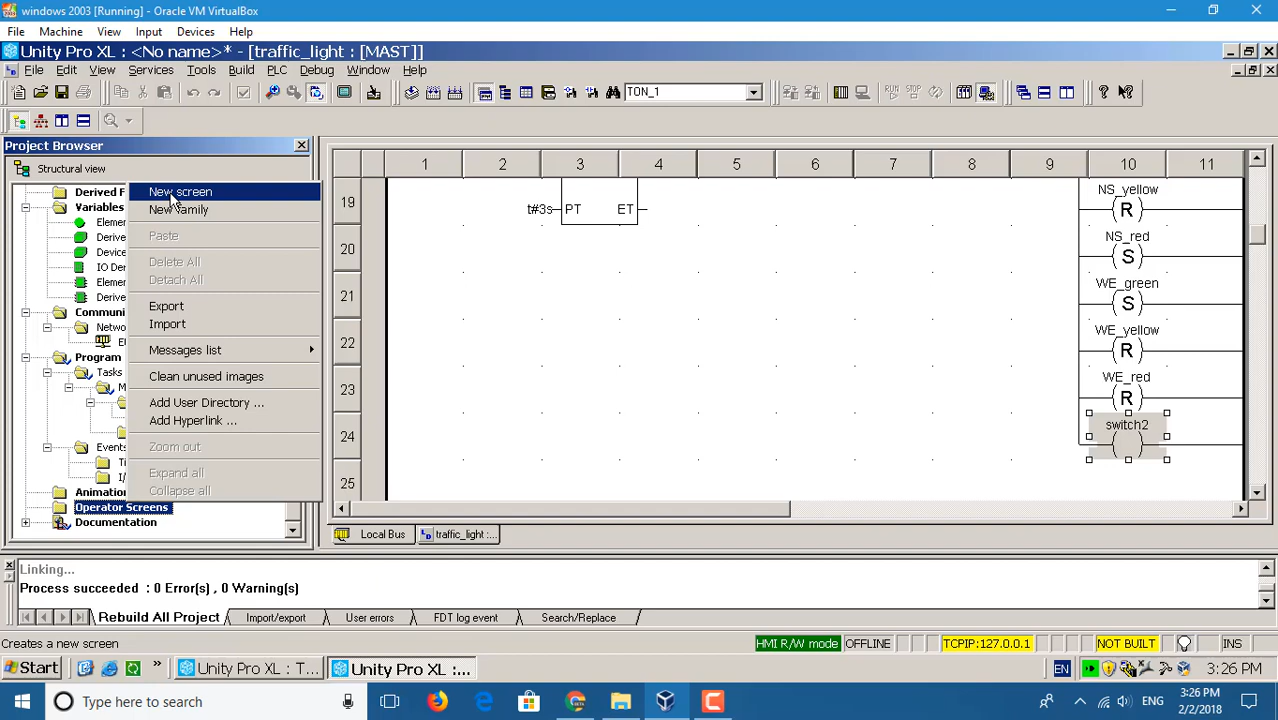 windows 2003 [Running] - Oracle VM VirtualBox
File Machine View Input Devices Help
Unity Pro XL : <No name>* - [traffic_light : [MAST]]
File Edit View Services Tools Build PLC Debug Window Help
TON_1
Project Browser
Structural view
Derived F
Variables
Elemen
Derive
Device
IO Der
Elemen
Derive
Communi
Networ
E
Program
Tasks
M
Events
Ti
I/
Animation
Operator Screens
Documentation
New screen
New family
Paste
Delete All
Detach All
Export
Import
Messages list
Clean unused images
Add User Directory ...
Add Hyperlink ...
Zoom out
Expand all
Collapse all
1 2 3 4 5 6 7 8 9 10 11
19 t#3s PT ET NS_yellow
R
20 NS_red
S
21 WE_green
S
22 WE_yellow
R
23 WE_red
R
24 switch2
25
Local Bus traffic_light :...
Linking...
Process succeeded : 0 Error(s) , 0 Warning(s)
Rebuild All Project Import/export User errors FDT log event Search/Replace
Creates a new screen HMI R/W mode OFFLINE TCPIP:127.0.0.1 NOT BUILT INS
Start » Unity Pro XL : T... Unity Pro XL :... EN 3:26 PM
Type here to search ENG 3:26 PM
2/2/2018